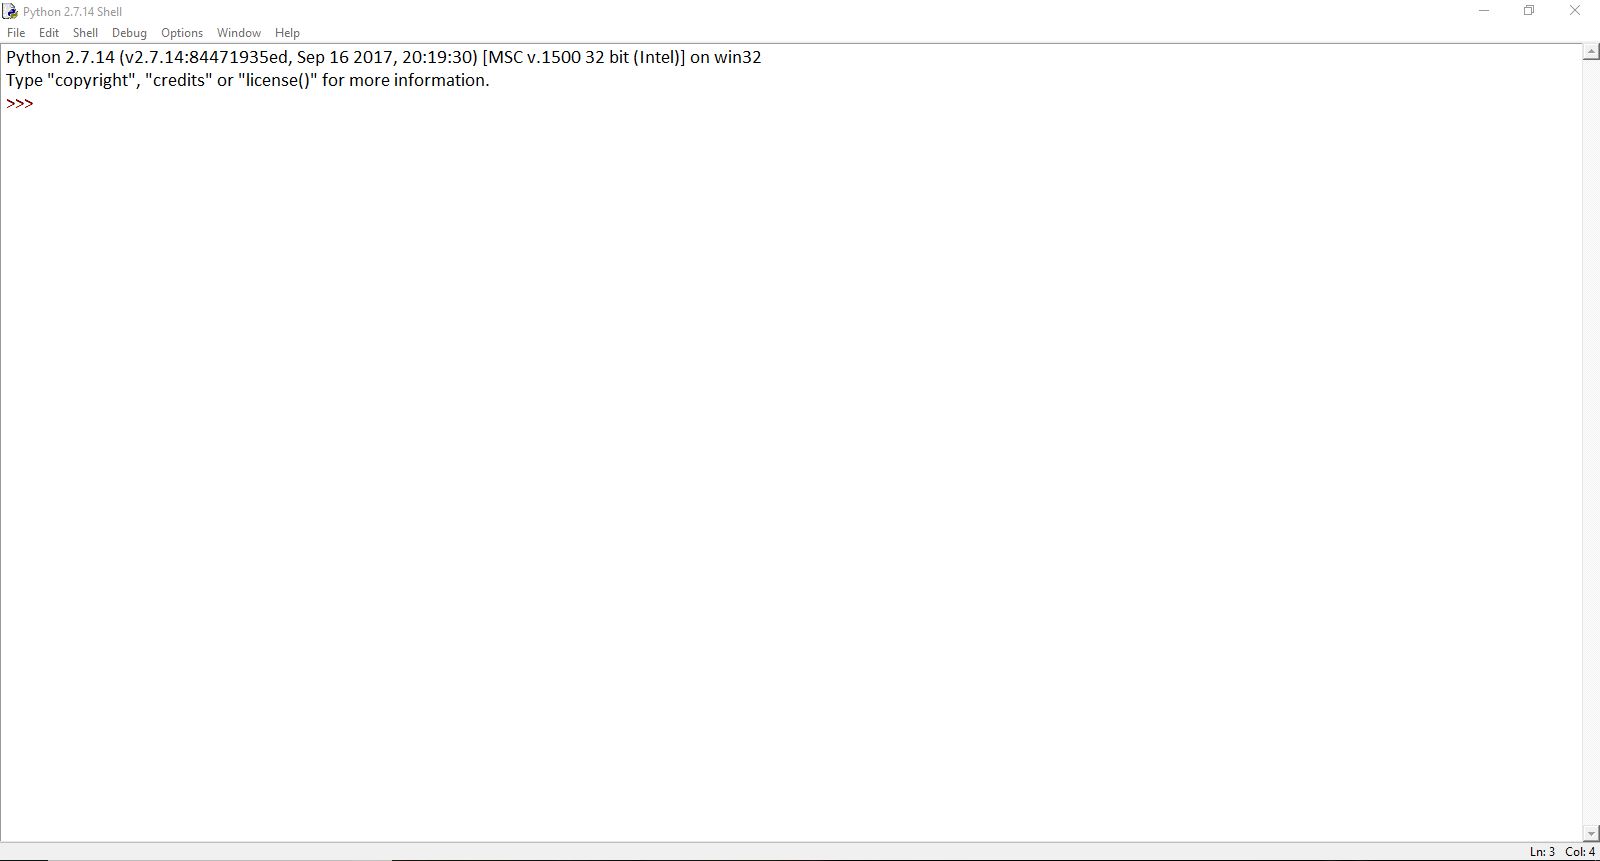 Python 2.7.14 Shell
File Edit Shell Debug Options Window Help
Python 2.7.14 (v2.7.14:84471935ed, Sep 16 2017, 20:19:30) [MSC v.1500 32 bit (Intel)] on win32
Type "copyright", "credits" or "license()" for more information.
>>>
Ln: 3 Col: 4